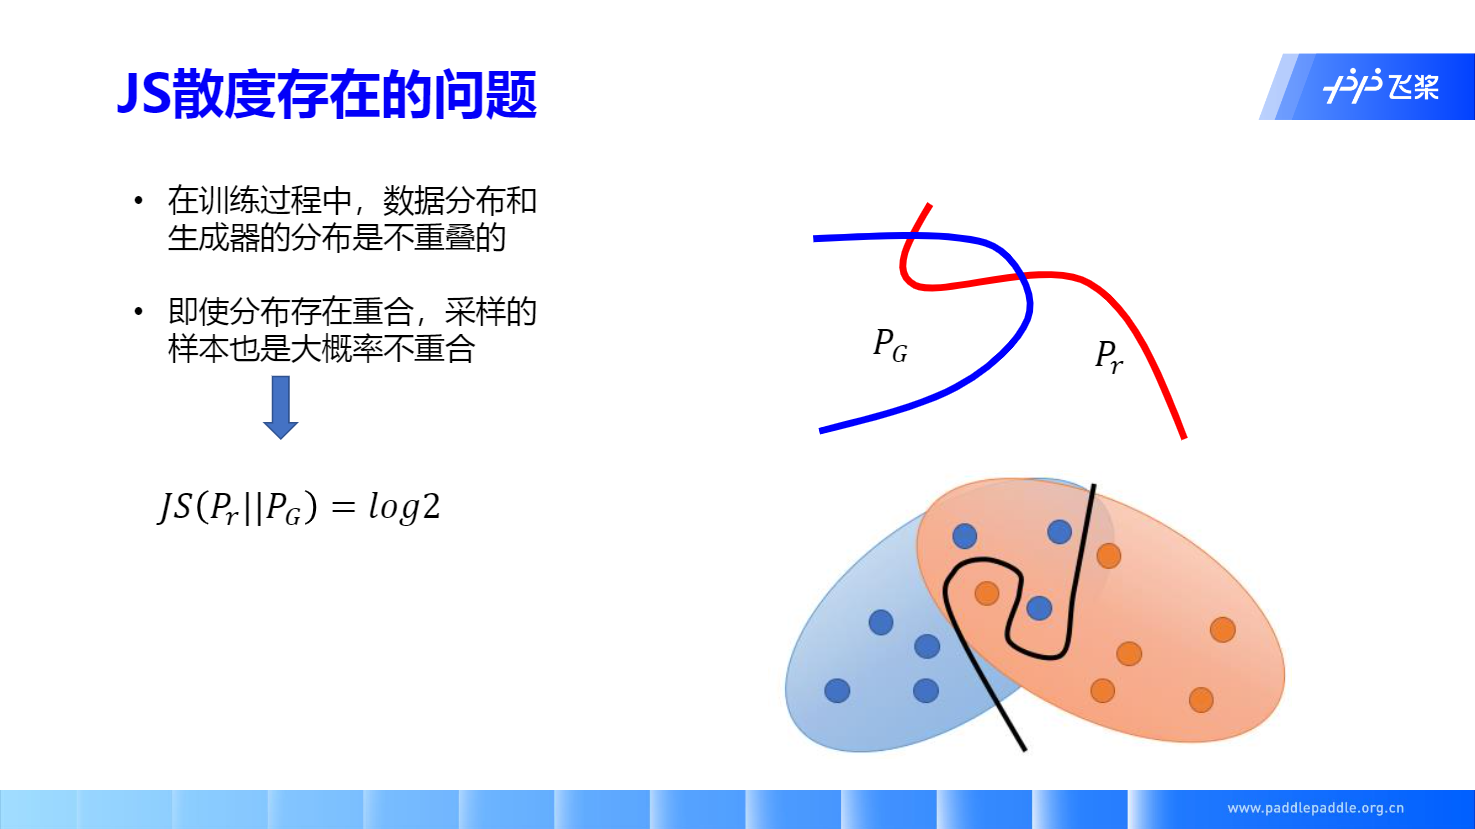 JS散度存在的问题
飞桨
• 在训练过程中，数据分布和
生成器的分布是不重叠的
• 即使分布存在重合，采样的
样本也是大概率不重合
JS(P_r||P_G) = log2
P_G
P_r
www.paddlepaddle.org.cn